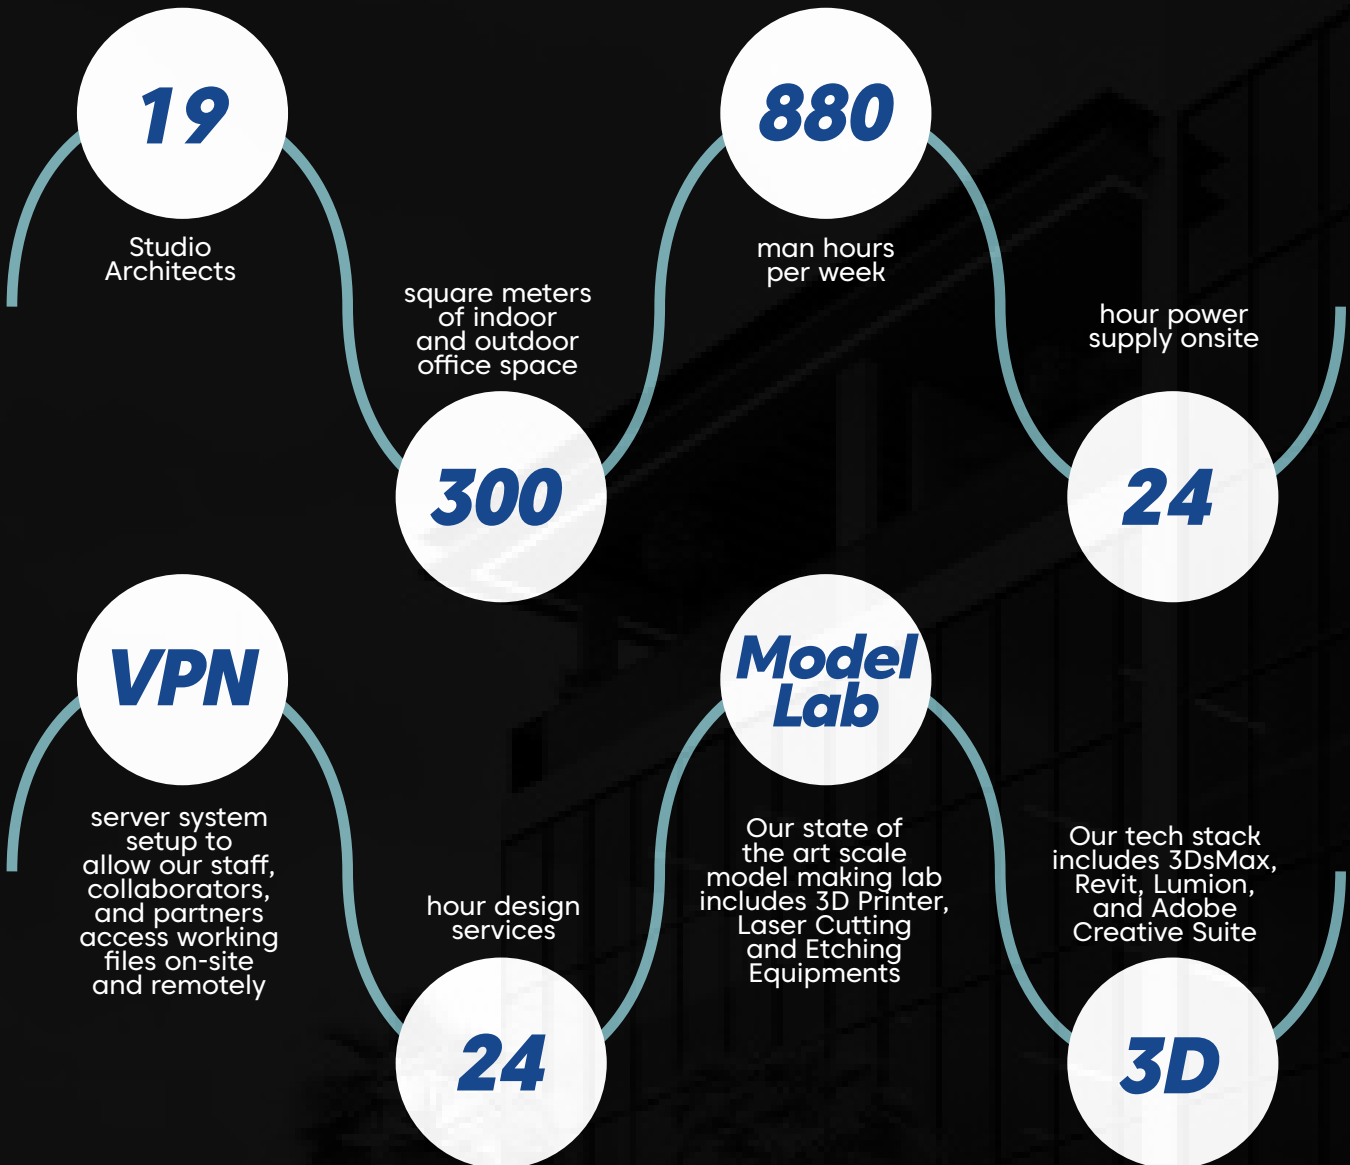 19
Studio
Architects
square meters
of indoor
and outdoor
office space
300
880
man hours
per week
hour power
supply onsite
24
VPN
server system
setup to
allow our staff,
collaborators,
and partners
access working
files on-site
and remotely
hour design
services
24
Model
Lab
Our state of
the art scale
model making lab
includes 3D Printer,
Laser Cutting
and Etching
Equipments
Our tech stack
includes 3DsMax,
Revit, Lumion,
and Adobe
Creative Suite
3D